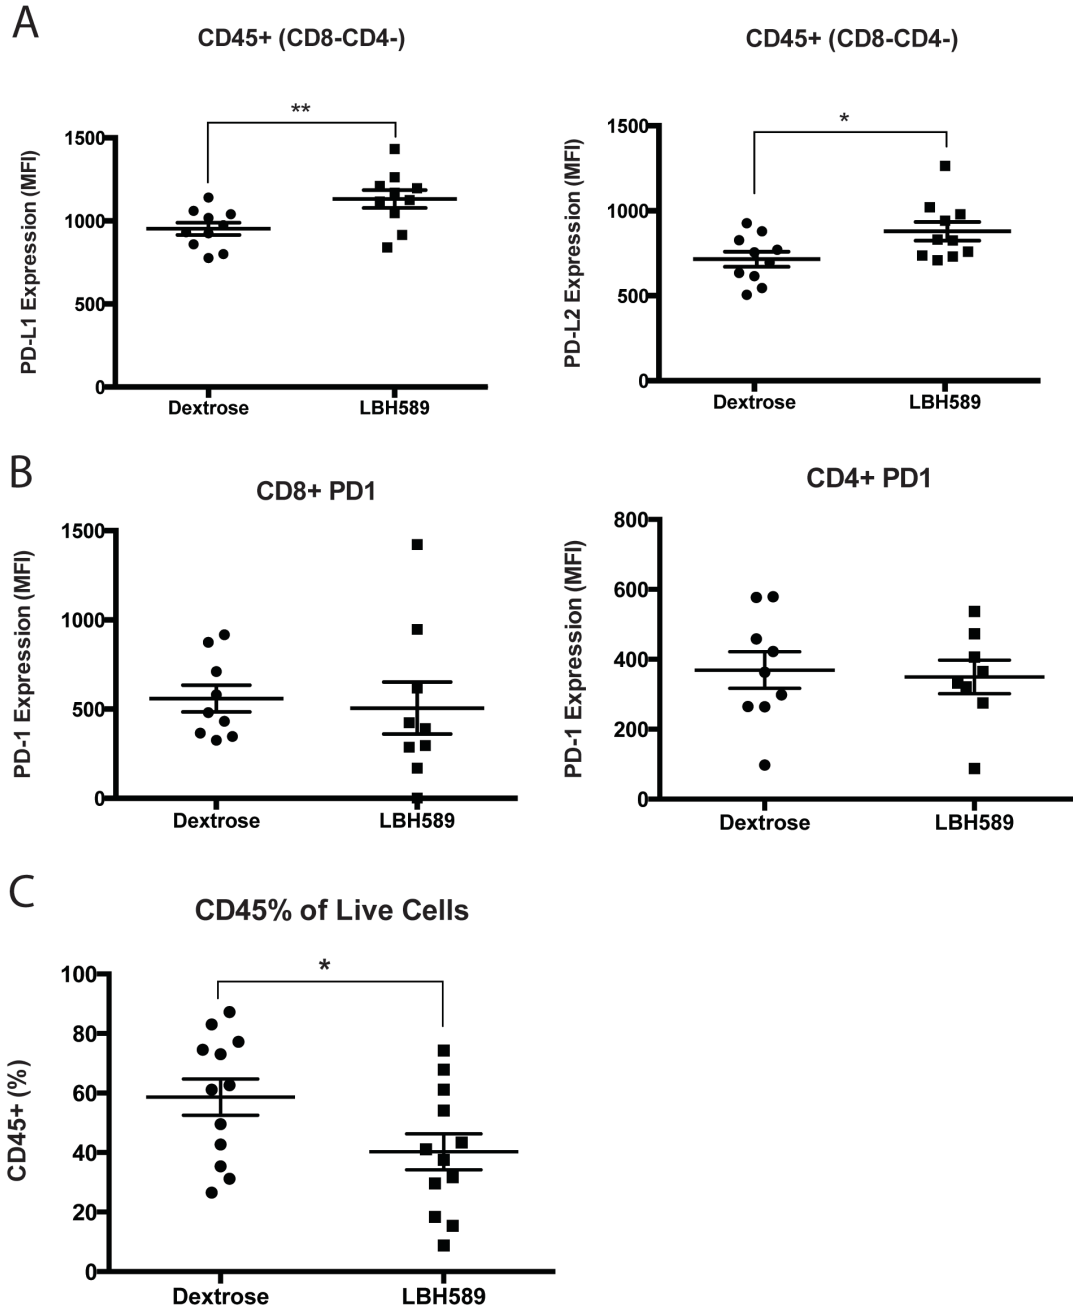 A
CD45+ (CD8-CD4-)
**
PD-L1 Expression (MFI)
1500
1000
500
0
Dextrose
LBH589
CD45+ (CD8-CD4-)
*
PD-L2 Expression (MFI)
1500
1000
500
0
Dextrose
LBH589
B
CD8+ PD1
PD-1 Expression (MFI)
1500
1000
500
0
Dextrose
LBH589
CD4+ PD1
PD-1 Expression (MFI)
800
600
400
200
0
Dextrose
LBH589
C
CD45% of Live Cells
*
CD45+ (%)
100
80
60
40
20
0
Dextrose
LBH589